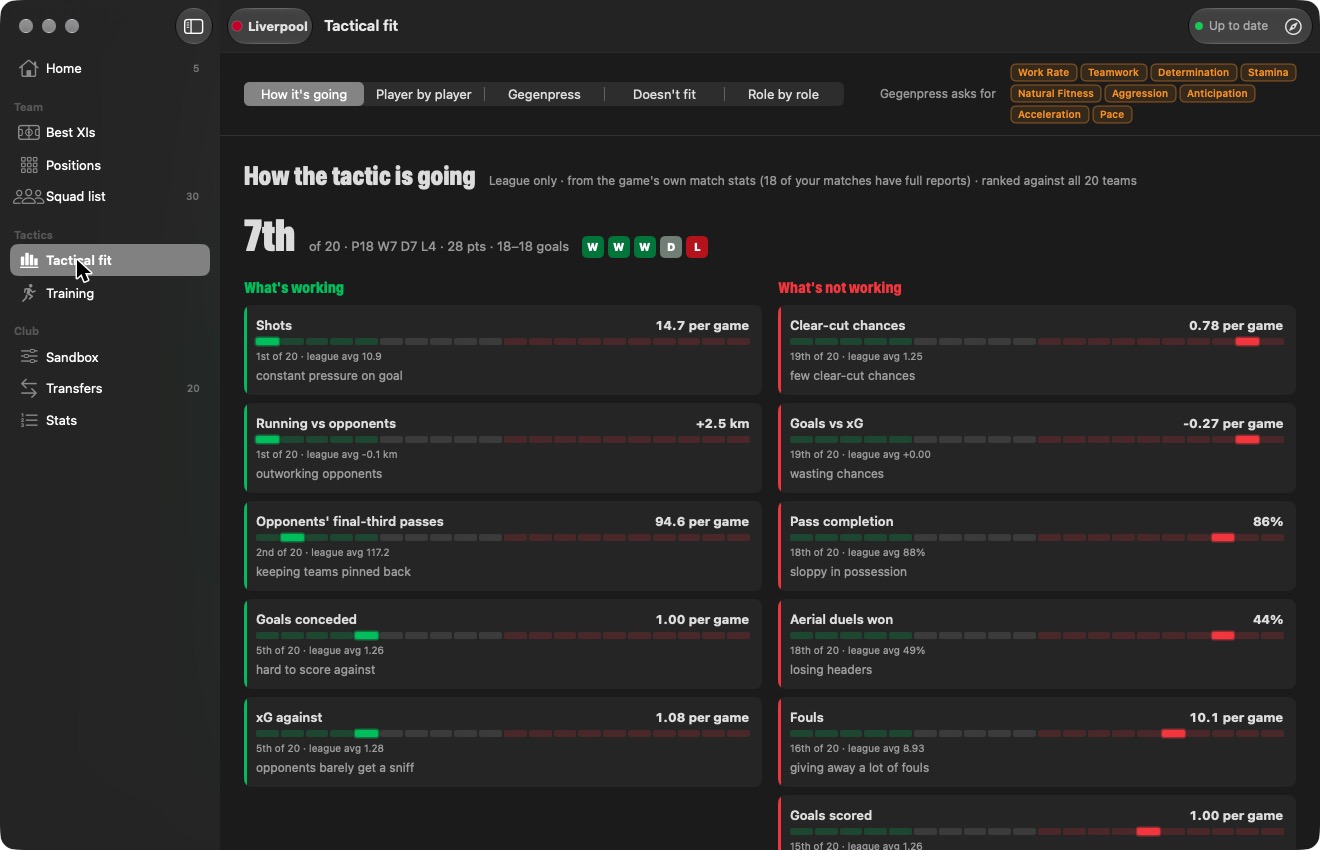 Liverpool
Tactical fit
Up to date
Home 5
Team
Best XIs
Positions
Squad list 30
Tactics
Tactical fit
Training
Club
Sandbox
Transfers 20
Stats
How it's going
Player by player
Gegenpress
Doesn't fit
Role by role
Gegenpress asks for
Work Rate Teamwork Determination Stamina
Natural Fitness Aggression Anticipation
Acceleration Pace
How the tactic is going
League only · from the game's own match stats (18 of your matches have full reports) · ranked against all 20 teams
7th of 20 · P18 W7 D7 L4 · 28 pts · 18–18 goals W W W D L
What's working
Shots 14.7 per game
1st of 20 · league avg 10.9
constant pressure on goal
Running vs opponents +2.5 km
1st of 20 · league avg -0.1 km
outworking opponents
Opponents' final-third passes 94.6 per game
2nd of 20 · league avg 117.2
keeping teams pinned back
Goals conceded 1.00 per game
5th of 20 · league avg 1.26
hard to score against
xG against 1.08 per game
5th of 20 · league avg 1.28
opponents barely get a sniff
What's not working
Clear-cut chances 0.78 per game
19th of 20 · league avg 1.25
few clear-cut chances
Goals vs xG -0.27 per game
19th of 20 · league avg +0.00
wasting chances
Pass completion 86%
18th of 20 · league avg 88%
sloppy in possession
Aerial duels won 44%
18th of 20 · league avg 49%
losing headers
Fouls 10.1 per game
16th of 20 · league avg 8.93
giving away a lot of fouls
Goals scored 1.00 per game
15th of 20 · league avg 1.26